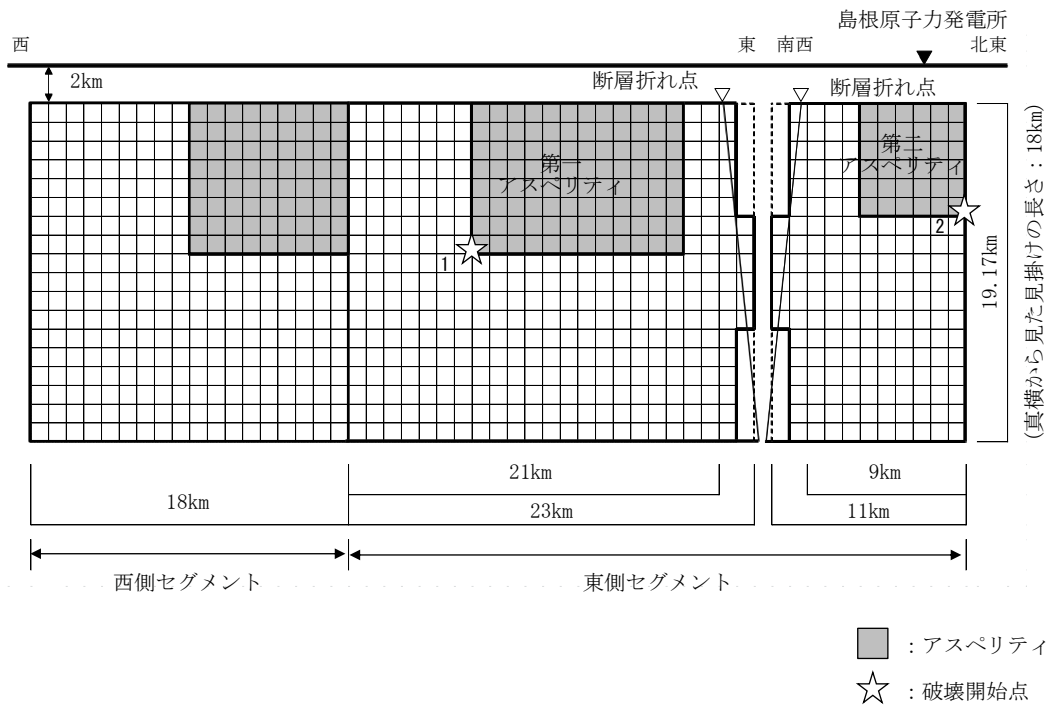 島根原子力発電所
西
東
南西
北東
2km
断層折れ点
断層折れ点
第一
アスペリティ
第二
アスペリティ
1
2
19.17km
(真横から見た見掛けの長さ：18km)
21km
9km
18km
23km
11km
西側セグメント
東側セグメント
：アスペリティ
：破壊開始点